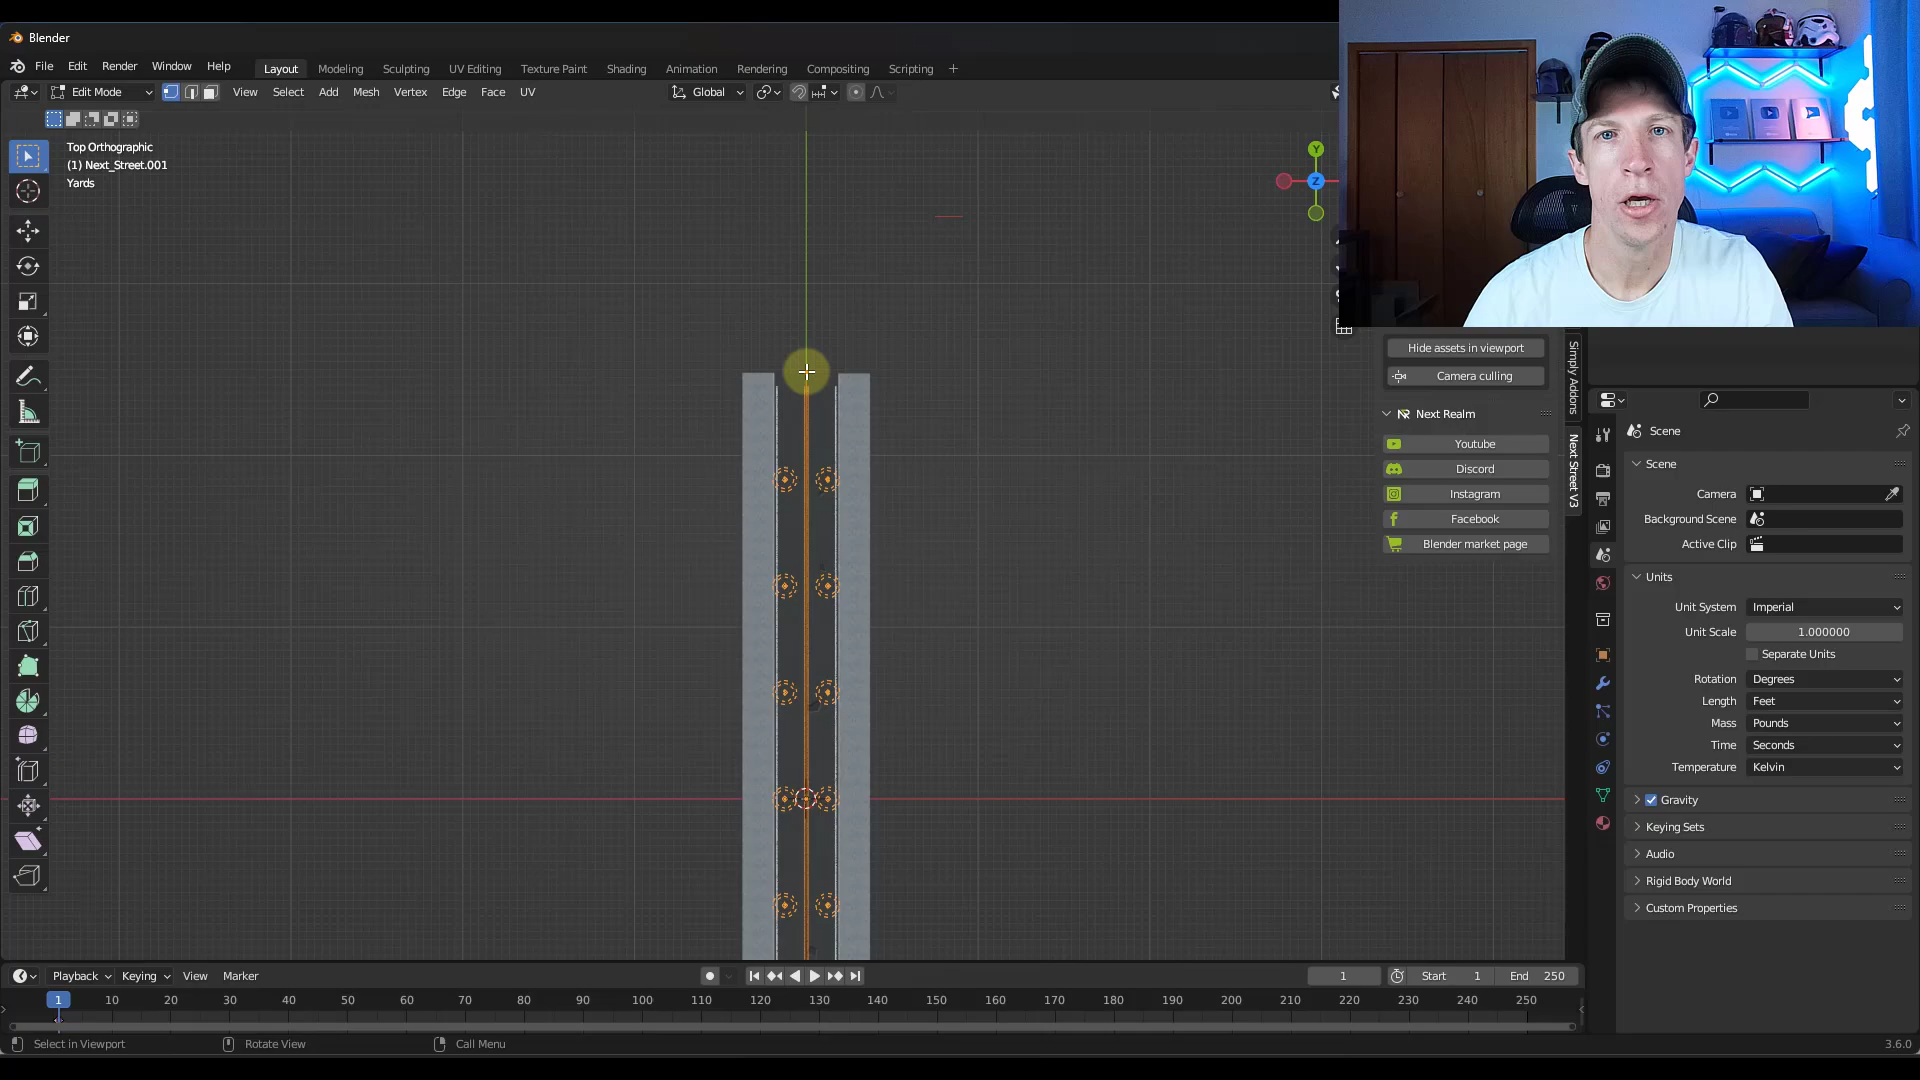 Blender
File Edit Render Window Help Layout Modeling Sculpting UV Editing Texture Paint Shading Animation Rendering Compositing Scripting +
Edit Mode View Select Add Mesh Vertex Edge Face UV Global
Top Orthographic
(1) Next_Street.001
Yards
Y
Z
Hide assets in viewport
Camera culling
Next Realm
Youtube
Discord
Instagram
Facebook
Blender market page
Simply Addons
Next Street V3
Scene
Scene
Camera
Background Scene
Active Clip
Units
Unit System Imperial
Unit Scale 1.000000
Separate Units
Rotation Degrees
Length Feet
Mass Pounds
Time Seconds
Temperature Kelvin
Gravity
Keying Sets
Audio
Rigid Body World
Custom Properties
Playback Keying View Marker 1 Start 1 End 250
1 10 20 30 40 50 60 70 80 90 100 110 120 130 140 150 160 170 180 190 200 210 220 230 240 250
Select in Viewport Rotate View Call Menu 3.6.0